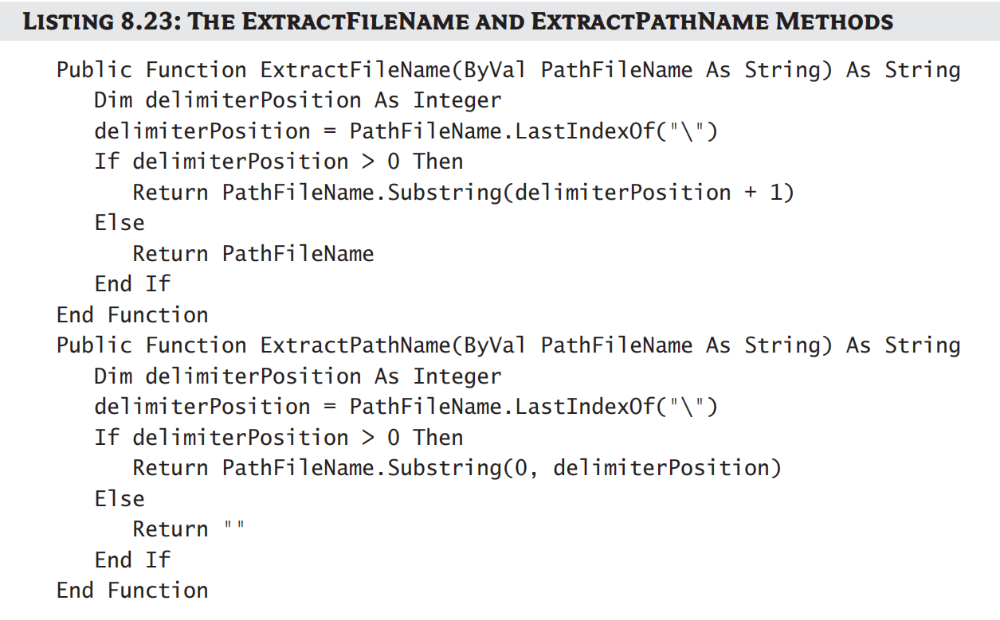 LISTING 8.23: THE EXTRACTFILENAME AND EXTRACTPATHNAME METHODS
Public Function ExtractFileName(ByVal PathFileName As String) As String
   Dim delimiterPosition As Integer
   delimiterPosition = PathFileName.LastIndexOf("\")
   If delimiterPosition > 0 Then
      Return PathFileName.Substring(delimiterPosition + 1)
   Else
      Return PathFileName
   End If
End Function
Public Function ExtractPathName(ByVal PathFileName As String) As String
   Dim delimiterPosition As Integer
   delimiterPosition = PathFileName.LastIndexOf("\")
   If delimiterPosition > 0 Then
      Return PathFileName.Substring(0, delimiterPosition)
   Else
      Return ""
   End If
End Function